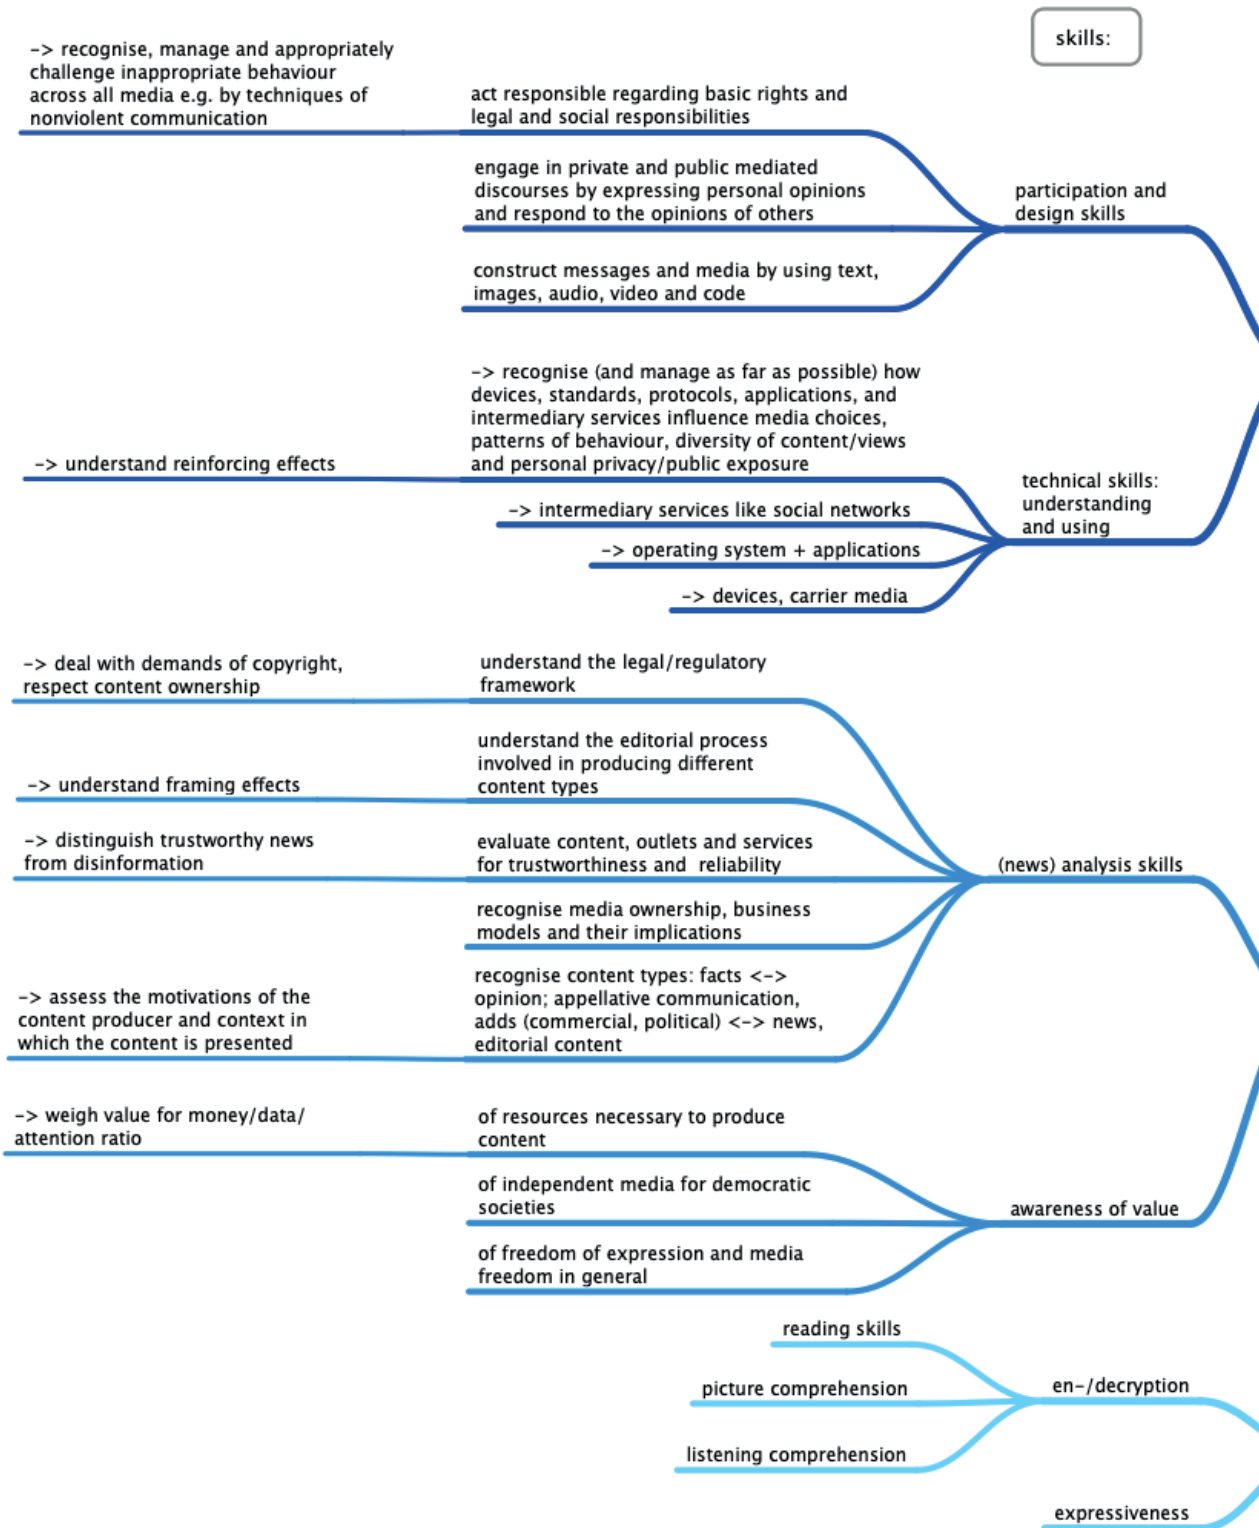 skills:
-> recognise, manage and appropriately
challenge inappropriate behaviour
across all media e.g. by techniques of
nonviolent communication
act responsible regarding basic rights and
legal and social responsibilities
engage in private and public mediated
discourses by expressing personal opinions
and respond to the opinions of others
participation and
design skills
construct messages and media by using text,
images, audio, video and code
-> understand reinforcing effects
-> recognise (and manage as far as possible) how
devices, standards, protocols, applications, and
intermediary services influence media choices,
patterns of behaviour, diversity of content/views
and personal privacy/public exposure
technical skills:
understanding
and using
-> intermediary services like social networks
-> operating system + applications
-> devices, carrier media
-> deal with demands of copyright,
respect content ownership
understand the legal/regulatory
framework
-> understand framing effects
understand the editorial process
involved in producing different
content types
-> distinguish trustworthy news
from disinformation
evaluate content, outlets and services
for trustworthiness and  reliability
(news) analysis skills
recognise media ownership, business
models and their implications
-> assess the motivations of the
content producer and context in
which the content is presented
recognise content types: facts <->
opinion; appellative communication,
adds (commercial, political) <-> news,
editorial content
-> weigh value for money/data/
attention ratio
of resources necessary to produce
content
of independent media for democratic
societies
awareness of value
of freedom of expression and media
freedom in general
reading skills
picture comprehension
en-/decryption
listening comprehension
expressiveness